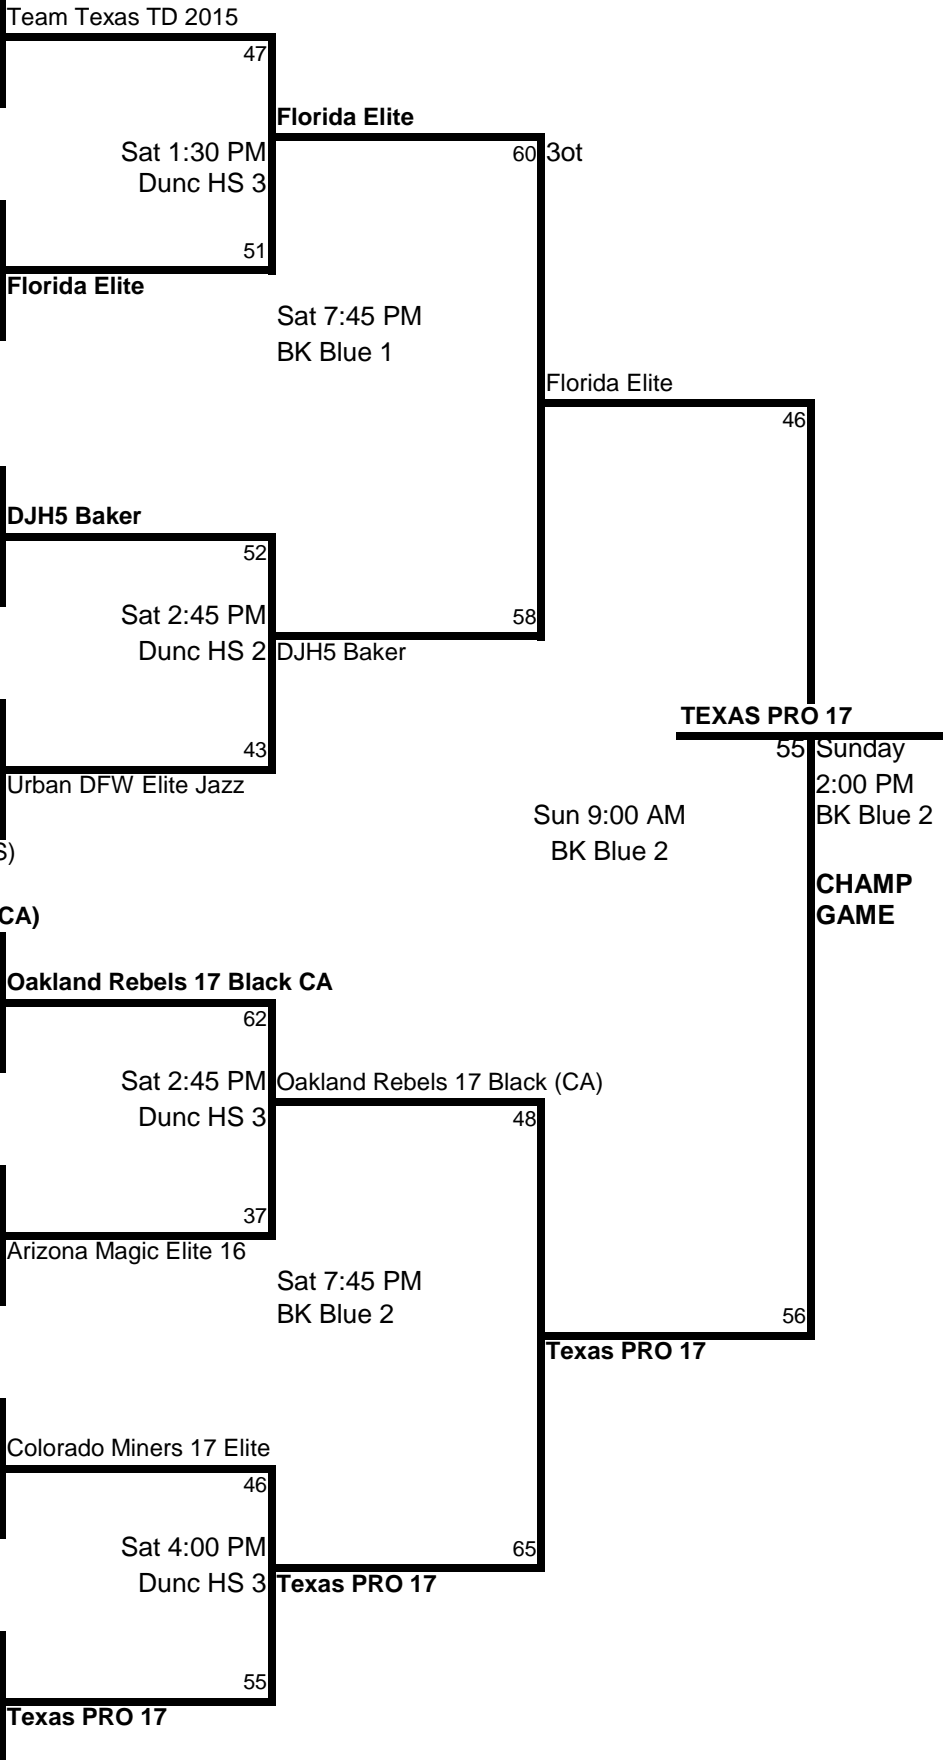 Team Texas TD 2015
47
Florida Elite
Sat 1:30 PM
60 3ot
Dunc HS 3
51
Florida Elite
Sat 7:45 PM
BK Blue 1
Florida Elite
46
DJH5 Baker
52
Sat 2:45 PM
58
Dunc HS 2
DJH5 Baker
TEXAS PRO 17
43
55 Sunday
Urban DFW Elite Jazz
2:00 PM
Sun 9:00 AM
BK Blue 2
BK Blue 2
S)
CHAMP
GAME
CA)
Oakland Rebels 17 Black CA
62
Sat 2:45 PM
Oakland Rebels 17 Black (CA)
Dunc HS 3
48
37
Arizona Magic Elite 16
Sat 7:45 PM
BK Blue 2
56
Texas PRO 17
Colorado Miners 17 Elite
46
Sat 4:00 PM
65
Dunc HS 3
Texas PRO 17
55
Texas PRO 17